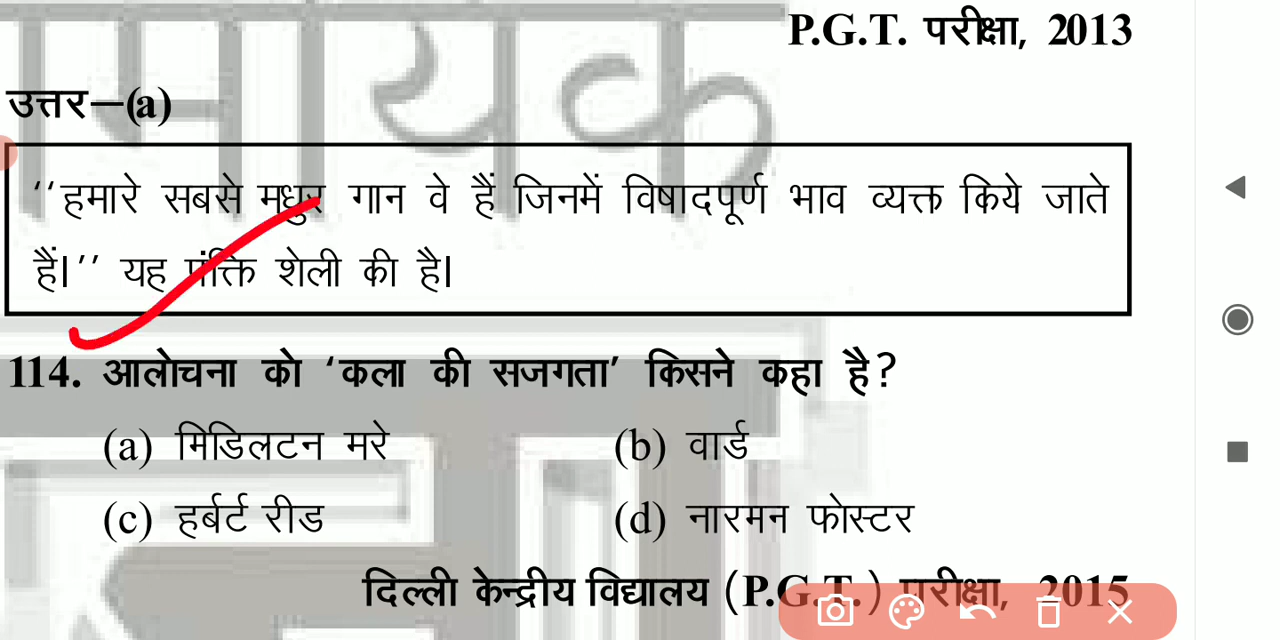 P.G.T. परीक्षा, 2013
उत्तर—(a)
‘‘हमारे सबसे मधुर गान वे हैं जिनमें विषादपूर्ण भाव व्यक्त किये जाते
हैं।’’ यह पंक्ति शेली की है।
114. आलोचना को ‘कला की सजगता’ किसने कहा है?
(a) मिडिलटन मरे (b) वार्ड
(c) हर्बर्ट रीड (d) नारमन फोस्टर
दिल्ली केन्द्रीय विद्यालय (P.G.T.) परीक्षा, 2015